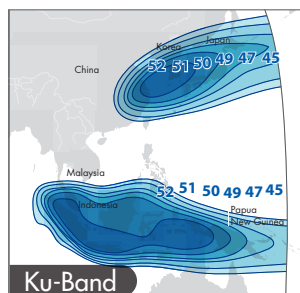 Japan
Korea
China
52 51 50 49 47 45
Malaysia
52 51 50 49 47 45
Indonesia
Papua
New Guinea
Ku-Band